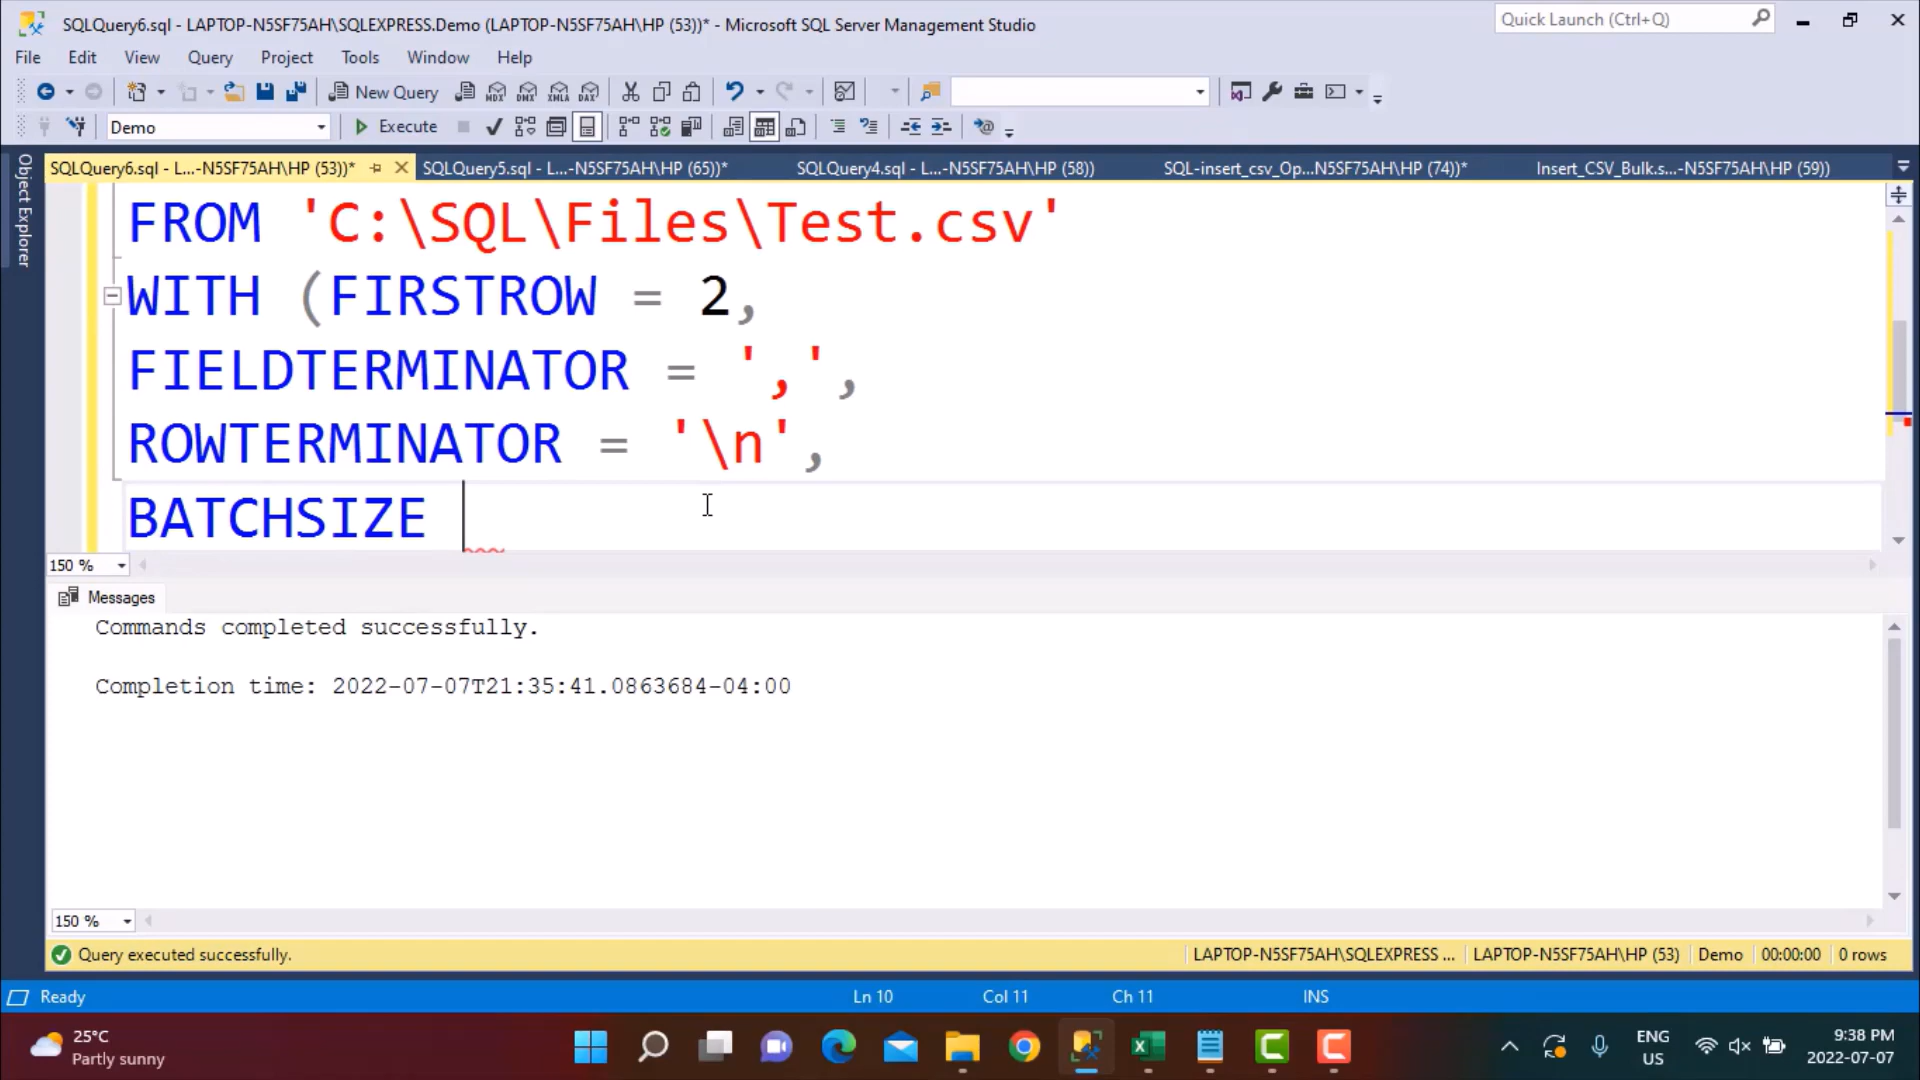 SQLQuery6.sql - LAPTOP-N5SF75AH\SQLEXPRESS.Demo (LAPTOP-N5SF75AH\HP (53))* - Microsoft SQL Server Management Studio
Quick Launch (Ctrl+Q)
File Edit View Query Project Tools Window Help
New Query
MDX DMX XMLA DAX
Demo Execute
Object Explorer
SQLQuery6.sql - L...-N5SF75AH\HP (53))* SQLQuery5.sql - L...-N5SF75AH\HP (65))* SQLQuery4.sql - L...-N5SF75AH\HP (58)) SQL-insert_csv_Op...N5SF75AH\HP (74))* Insert_CSV_Bulk.s...-N5SF75AH\HP (59))
FROM 'C:\SQL\Files\Test.csv'
WITH (FIRSTROW = 2,
FIELDTERMINATOR = ',',
ROWTERMINATOR = '\n',
BATCHSIZE
150 %
Messages
Commands completed successfully.
Completion time: 2022-07-07T21:35:41.0863684-04:00
150 %
Query executed successfully. LAPTOP-N5SF75AH\SQLEXPRESS ... LAPTOP-N5SF75AH\HP (53) Demo 00:00:00 0 rows
Ready Ln 10 Col 11 Ch 11 INS
25°C
Partly sunny
ENG
US
9:38 PM
2022-07-07